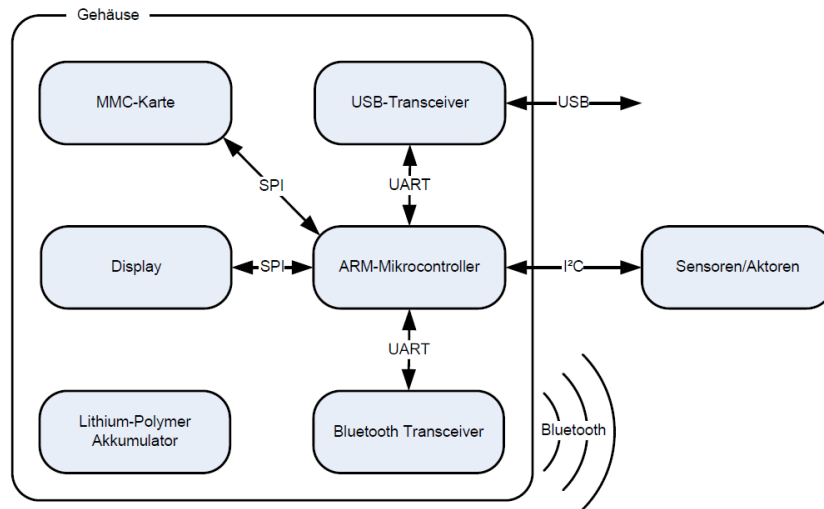 Gehäuse
MMC-Karte
USB-Transceiver
USB
SPI
UART
Display
SPI
ARM-Mikrocontroller
I²C
Sensoren/Aktoren
UART
Lithium-Polymer
Akkumulator
Bluetooth Transceiver
Bluetooth